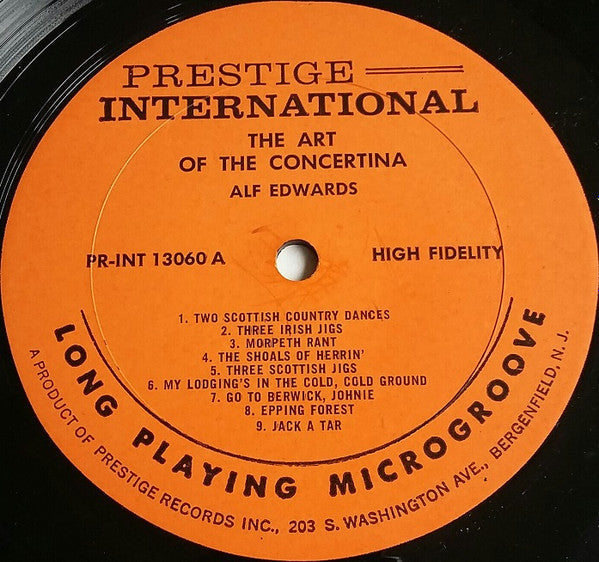 PRESTIGE
INTERNATIONAL
THE ART
OF THE CONCERTINA
ALF EDWARDS
PR-INT 13060 A
HIGH FIDELITY
1. TWO SCOTTISH COUNTRY DANCES
2. THREE IRISH JIGS
3. MORPETH RANT
4. THE SHOALS OF HERRIN'
5. THREE SCOTTISH JIGS
6. MY LODGING'S IN THE COLD, COLD GROUND
7. GO TO BERWICK, JOHNIE
8. EPPING FOREST
9. JACK A TAR
LONG PLAYING MICROGROOVE
A PRODUCT OF PRESTIGE RECORDS INC., 203 S. WASHINGTON AVE., BERGENFIELD, N. J.